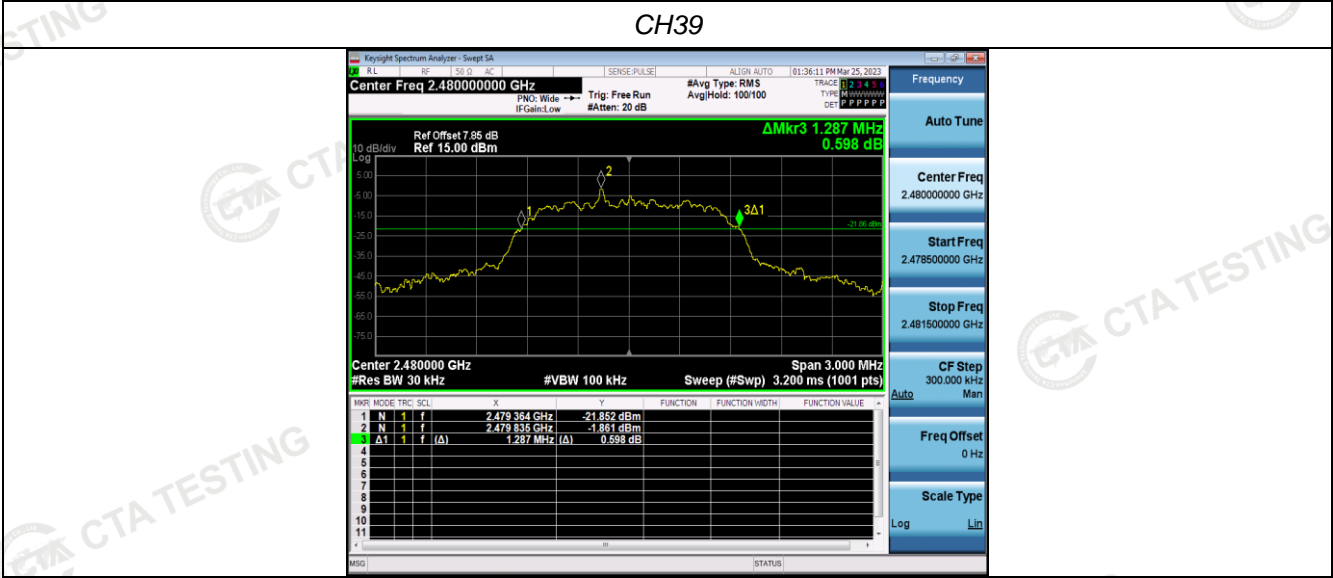 CH39
Keysight Spectrum Analyzer - Swept SA
RL RF 50 Ω AC SENSE:PULSE ALIGN AUTO 01:36:11 PM Mar 25, 2023
Center Freq 2.480000000 GHz
PNO: Wide
IFGain:Low
Trig: Free Run
#Atten: 20 dB
#Avg Type: RMS
Avg|Hold: 100/100
TRACE 1 2 3 4 5 6
TYPE M W W W W W
DET P P P P P P
ΔMkr3 1.287 MHz
0.598 dB
Ref Offset 7.85 dB
10 dB/div Ref 15.00 dBm
Log
5.00
-5.00
-15.0
-25.0
-35.0
-45.0
-55.0
-65.0
-75.0
1
2
3Δ1
-21.86 dBm
Center 2.480000 GHz Span 3.000 MHz
#Res BW 30 kHz #VBW 100 kHz Sweep (#Swp) 3.200 ms (1001 pts)
MKR MODE TRC SCL X Y FUNCTION FUNCTION WIDTH FUNCTION VALUE
1 N 1 f 2.479 364 GHz -21.852 dBm
2 N 1 f 2.479 835 GHz -1.861 dBm
3 Δ1 1 f (Δ) 1.287 MHz (Δ) 0.598 dB
4
5
6
7
8
9
10
11
MSG STATUS
Frequency
Auto Tune
Center Freq
2.480000000 GHz
Start Freq
2.478500000 GHz
Stop Freq
2.481500000 GHz
CF Step
300.000 kHz
Auto Man
Freq Offset
0 Hz
Scale Type
Log Lin
CTA TESTING
CTA TESTING